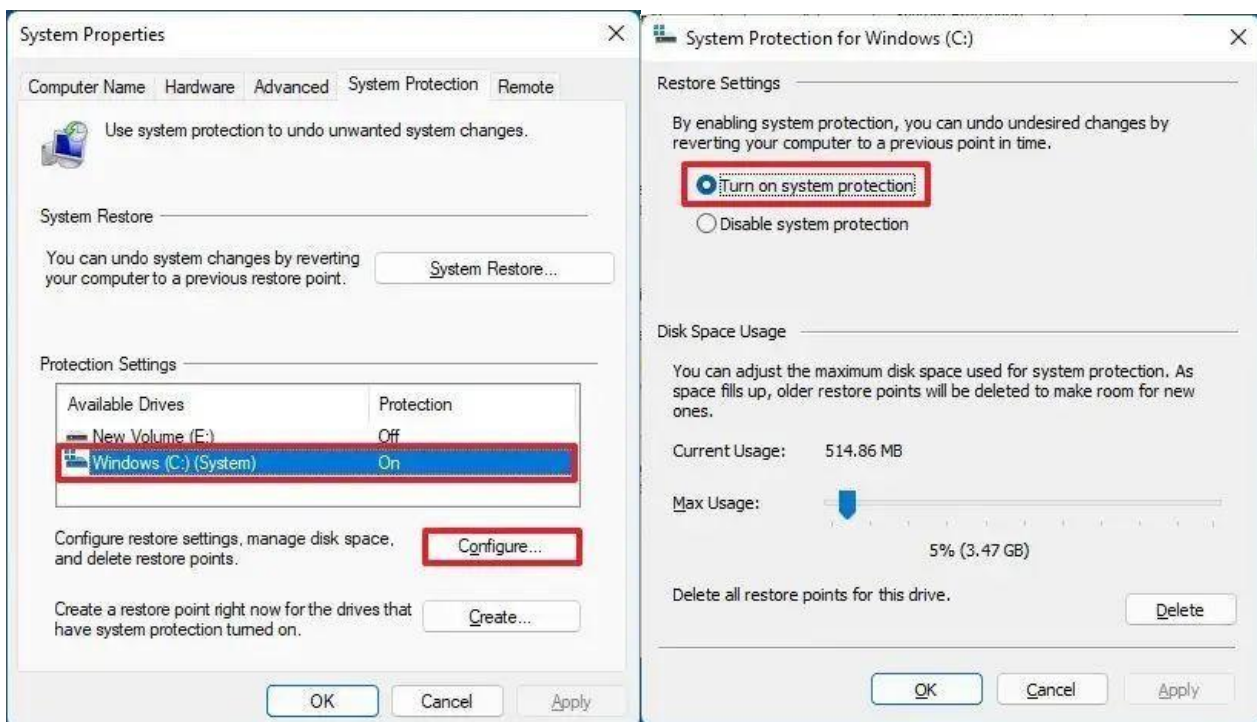 System Properties
Computer Name Hardware Advanced System Protection Remote
Use system protection to undo unwanted system changes.
System Restore
You can undo system changes by reverting
your computer to a previous restore point.
System Restore...
Protection Settings
Available Drives Protection
New Volume (E:) Off
Windows (C:) (System) On
Configure restore settings, manage disk space,
and delete restore points.
Configure...
Create a restore point right now for the drives that
have system protection turned on.
Create...
OK Cancel Apply
System Protection for Windows (C:)
Restore Settings
By enabling system protection, you can undo undesired changes by
reverting your computer to a previous point in time.
Turn on system protection
Disable system protection
Disk Space Usage
You can adjust the maximum disk space used for system protection. As
space fills up, older restore points will be deleted to make room for new
ones.
Current Usage: 514.86 MB
Max Usage:
5% (3.47 GB)
Delete all restore points for this drive.
Delete
OK Cancel Apply